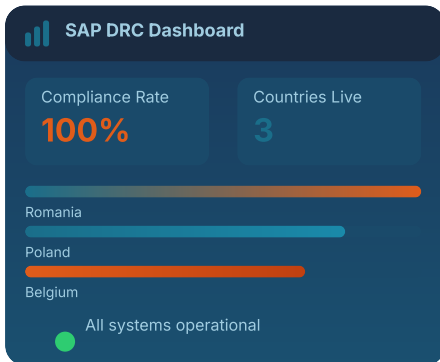 SAP DRC Dashboard
Compliance Rate
100%
Countries Live
3
Romania
Poland
Belgium
All systems operational